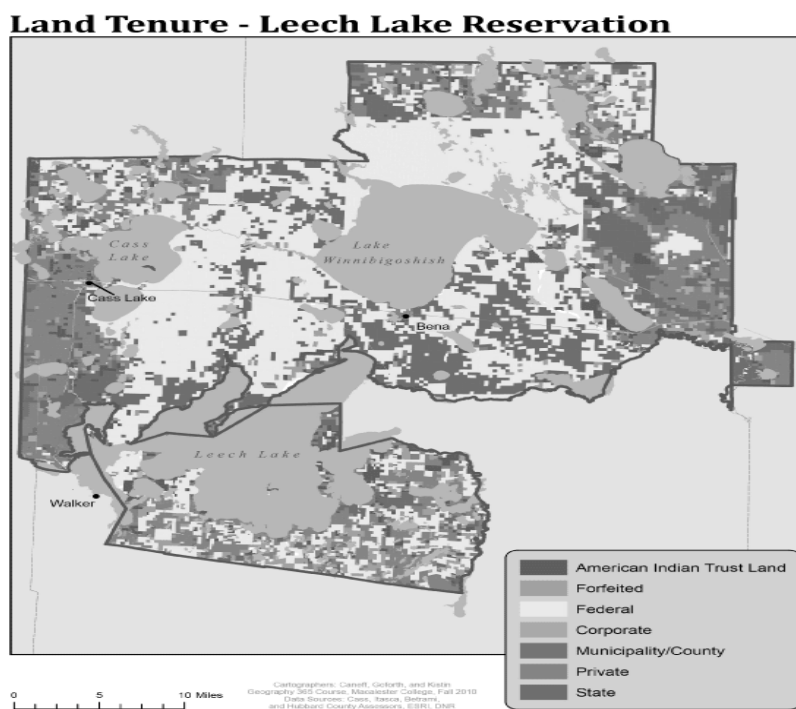 Land Tenure - Leech Lake Reservation
Cass
Lake
Lake
Winnibigoshish
Cass Lake
Bena
Leech Lake
Walker
American Indian Trust Land
Forfeited
Federal
Corporate
Municipality/County
Private
State
0 5 10 Miles
Cartographers: Canoff, Goforth, and Kistin
Geography 365 Course, Macalester College, Fall 2010
Data Sources: Cass, Itasca, Beltrami,
and Hubbard County Assessors, ESRI, DNR